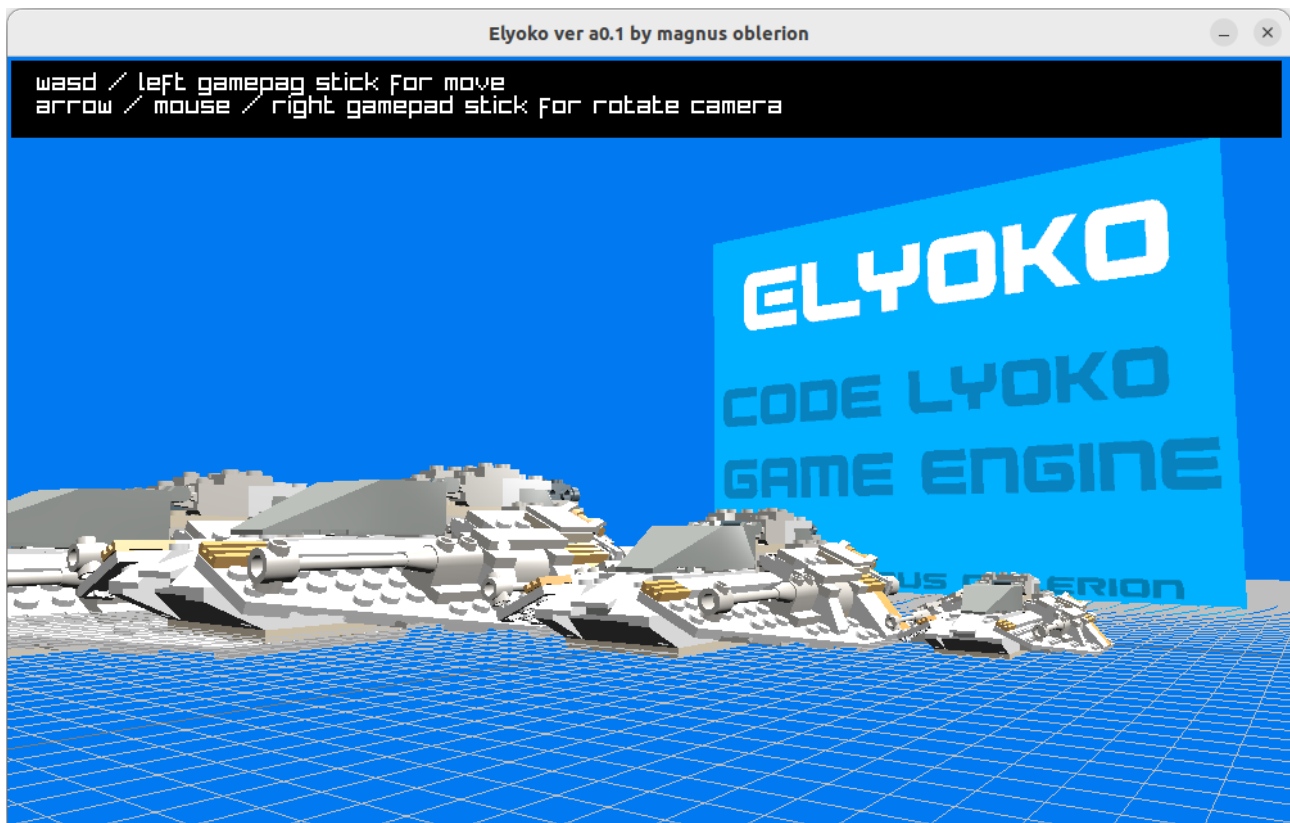 Elyoko ver a0.1 by magnus oblerion
wasd / left gamepag stick for move
arrow / mouse / right gamepad stick for rotate camera
ELYOKO
CODE LYOKO
GAME ENGINE